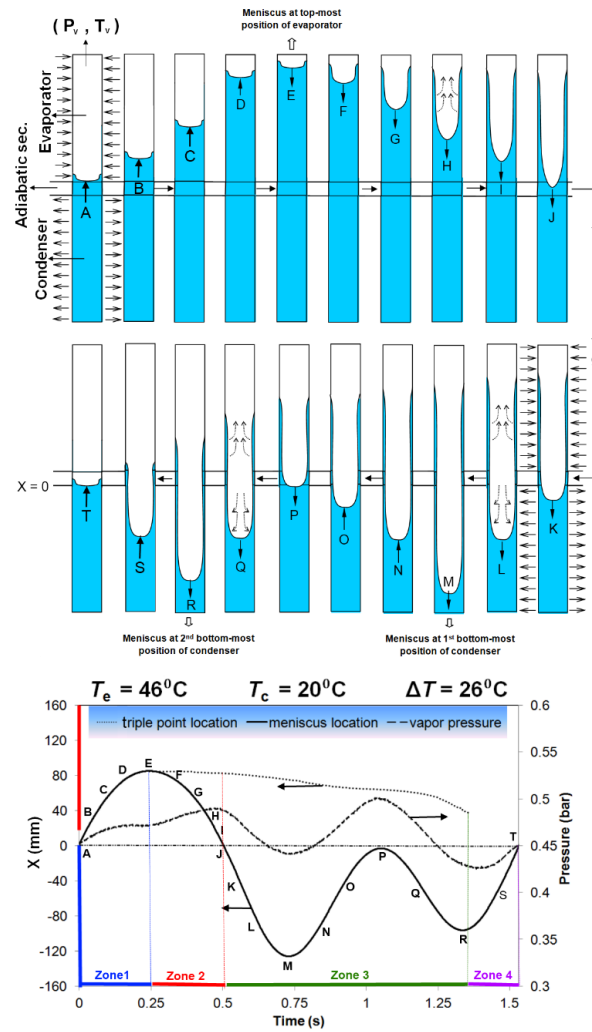 Meniscus at top-most
position of evaporator
( Pᵥ , Tᵥ )
Evaporator
Adiabatic sec.
Condenser
A
B
C
D
E
F
G
H
I
J
X = 0
T
S
R
Q
P
O
N
M
L
K
Meniscus at 2nd bottom-most
position of condenser
Meniscus at 1st bottom-most
position of condenser
Te = 46⁰C Tc = 20⁰C ΔT = 26⁰C
triple point location meniscus location vapor pressure
X (mm)
160
120
80
40
0
-40
-80
-120
-160
Pressure (bar)
0.6
0.55
0.5
0.45
0.4
0.35
0.3
A
B
C
D
E
F
G
H
I
J
K
L
M
N
O
P
Q
R
S
T
Zone1 Zone 2 Zone 3 Zone 4
0 0.25 0.5 0.75 1 1.25 1.5
Time (s)